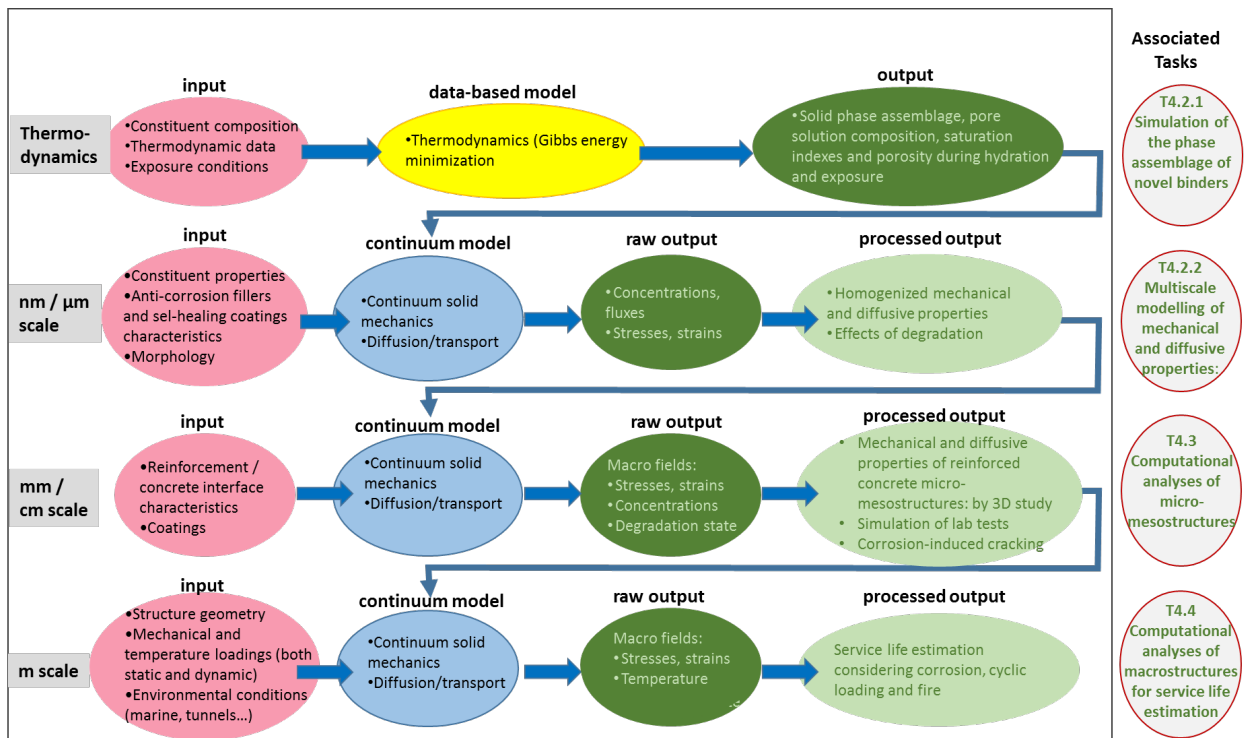 Associated
Tasks
input
data-based model
output
Thermo-
dynamics
•Constituent composition
•Thermodynamic data
•Exposure conditions
•Thermodynamics (Gibbs energy
minimization
•Solid phase assemblage, pore
solution composition, saturation
indexes and porosity during hydration
and exposure
T4.2.1
Simulation of
the phase
assemblage of
novel binders
input
continuum model
raw output
processed output
nm / µm
scale
•Constituent properties
•Anti-corrosion fillers
and sel-healing coatings
characteristics
•Morphology
•Continuum solid
mechanics
•Diffusion/transport
•Concentrations,
fluxes
•Stresses, strains
•Homogenized mechanical
and diffusive properties
•Effects of degradation
T4.2.2
Multiscale
modelling of
mechanical
and diffusive
properties:
input
continuum model
raw output
processed output
mm /
cm scale
•Reinforcement /
concrete interface
characteristics
•Coatings
•Continuum solid
mechanics
•Diffusion/transport
Macro fields:
•Stresses, strains
•Concentrations
•Degradation state
• Mechanical and diffusive
properties of reinforced
concrete micro-
mesostructures: by 3D study
• Simulation of lab tests
• Corrosion-induced cracking
T4.3
Computational
analyses of
micro-
mesostructures
input
continuum model
raw output
processed output
m scale
•Structure geometry
•Mechanical and
temperature loadings (both
static and dynamic)
•Environmental conditions
(marine, tunnels...)
•Continuum solid
mechanics
•Diffusion/transport
Macro fields:
•Stresses, strains
•Temperature
Service life estimation
considering corrosion, cyclic
loading and fire
T4.4
Computational
analyses of
macrostructures
for service life
estimation